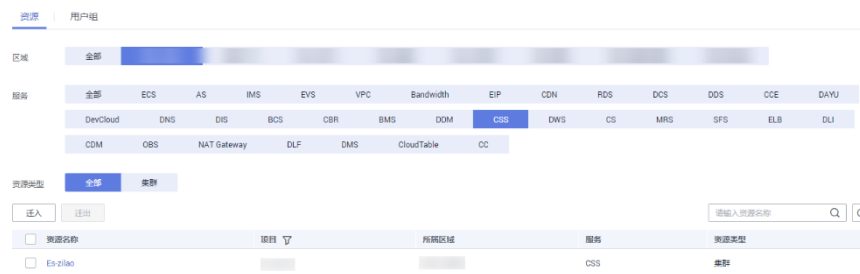 资源 用户组
区域 全部
服务 全部 ECS AS IMS EVS VPC Bandwidth EIP CDN RDS DCS DDS CCE DAYU
DevCloud DNS DIS BCS CBR BMS DDM CSS DWS CS MRS SFS ELB DLI
CDM OBS NAT Gateway DLF DMS CloudTable CC
资源类型 全部 集群
迁入 迁出 请输入资源名称
资源名称 项目 所属区域 服务 资源类型
Es-zilao CSS 集群